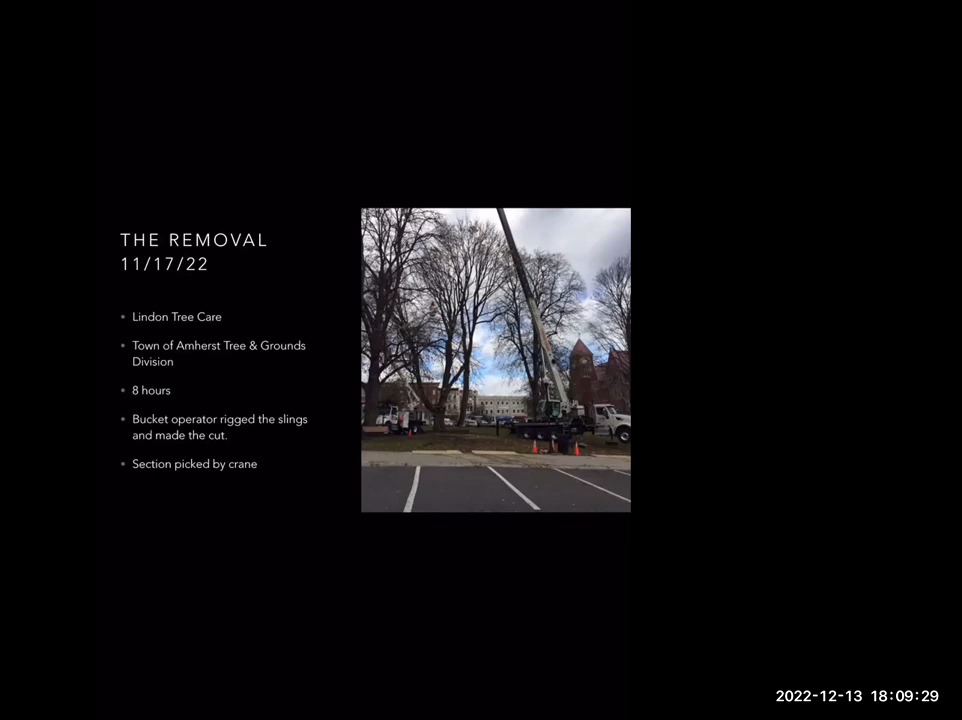 THE REMOVAL
11/17/22
• Lindon Tree Care
• Town of Amherst Tree & Grounds
Division
• 8 hours
• Bucket operator rigged the slings
and made the cut.
• Section picked by crane
2022-12-13 18:09:29